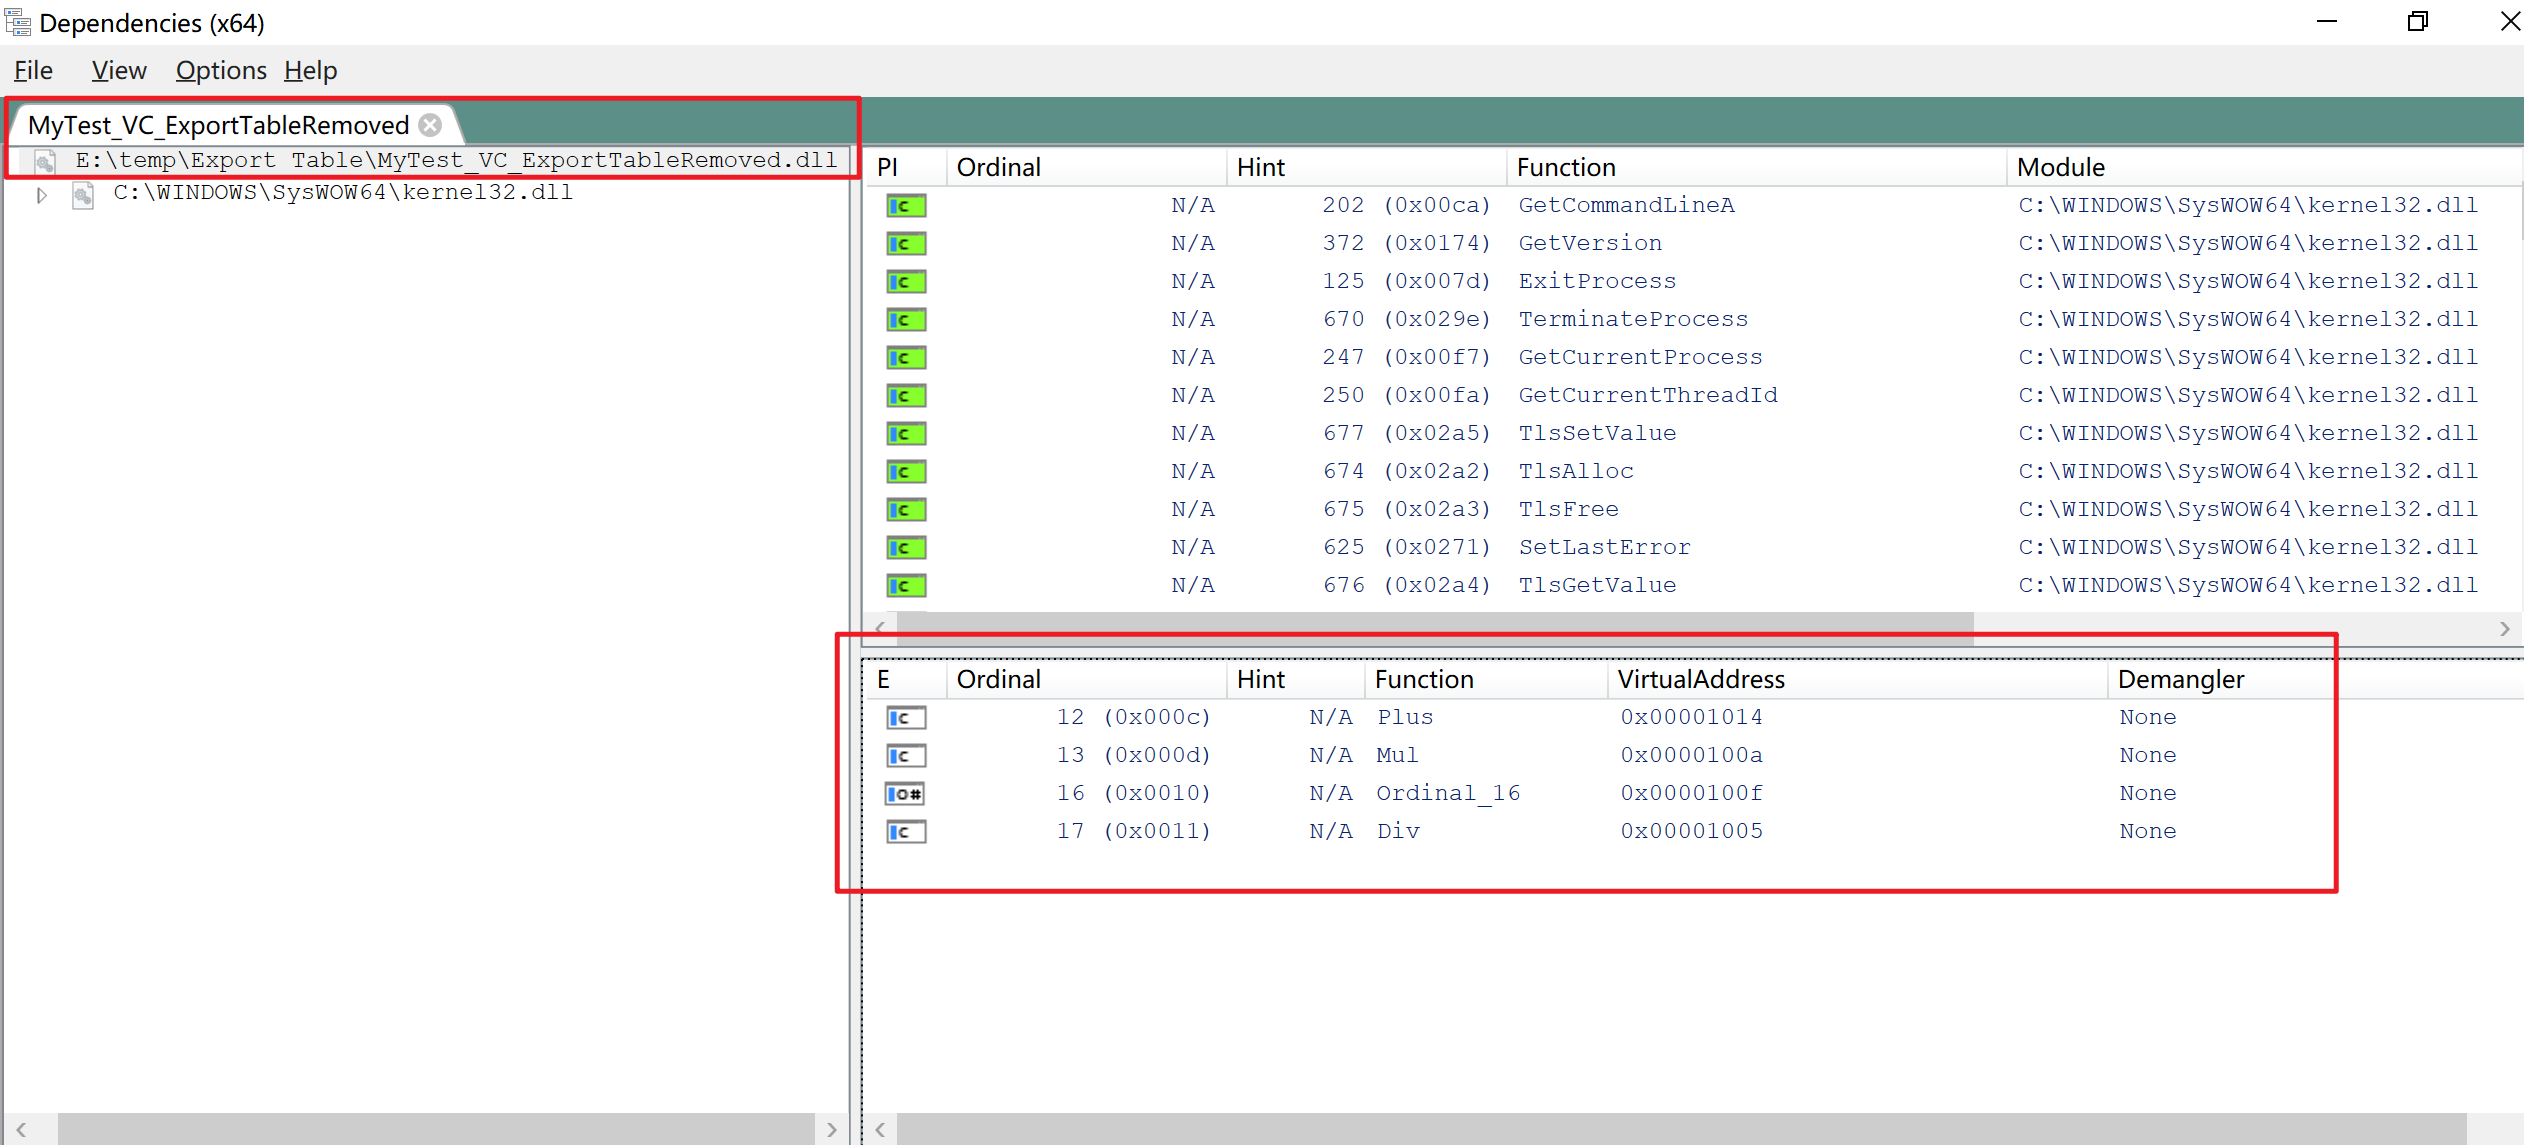 Dependencies (x64)
File View Options Help
MyTest_VC_ExportTableRemoved
E:\temp\Export Table\MyTest_VC_ExportTableRemoved.dll
C:\WINDOWS\SysWOW64\kernel32.dll
PI Ordinal Hint Function Module
C N/A 202 (0x00ca) GetCommandLineA C:\WINDOWS\SysWOW64\kernel32.dll
C N/A 372 (0x0174) GetVersion C:\WINDOWS\SysWOW64\kernel32.dll
C N/A 125 (0x007d) ExitProcess C:\WINDOWS\SysWOW64\kernel32.dll
C N/A 670 (0x029e) TerminateProcess C:\WINDOWS\SysWOW64\kernel32.dll
C N/A 247 (0x00f7) GetCurrentProcess C:\WINDOWS\SysWOW64\kernel32.dll
C N/A 250 (0x00fa) GetCurrentThreadId C:\WINDOWS\SysWOW64\kernel32.dll
C N/A 677 (0x02a5) TlsSetValue C:\WINDOWS\SysWOW64\kernel32.dll
C N/A 674 (0x02a2) TlsAlloc C:\WINDOWS\SysWOW64\kernel32.dll
C N/A 675 (0x02a3) TlsFree C:\WINDOWS\SysWOW64\kernel32.dll
C N/A 625 (0x0271) SetLastError C:\WINDOWS\SysWOW64\kernel32.dll
C N/A 676 (0x02a4) TlsGetValue C:\WINDOWS\SysWOW64\kernel32.dll
E Ordinal Hint Function VirtualAddress Demangler
C 12 (0x000c) N/A Plus 0x00001014 None
C 13 (0x000d) N/A Mul 0x0000100a None
O# 16 (0x0010) N/A Ordinal_16 0x0000100f None
C 17 (0x0011) N/A Div 0x00001005 None